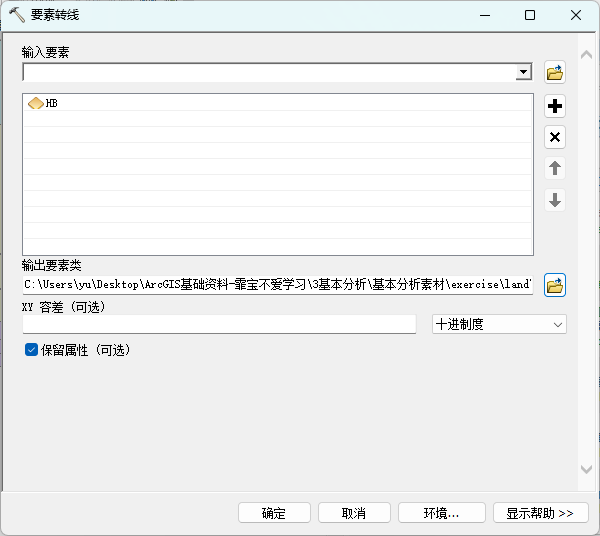 要素转线
输入要素
HB
输出要素类
C:\Users\yu\Desktop\ArcGIS基础资料-霏宝不爱学习\3基本分析\基本分析素材\exercise\land\
XY 容差 (可选)
十进制度
保留属性 (可选)
确定
取消
环境...
显示帮助 >>